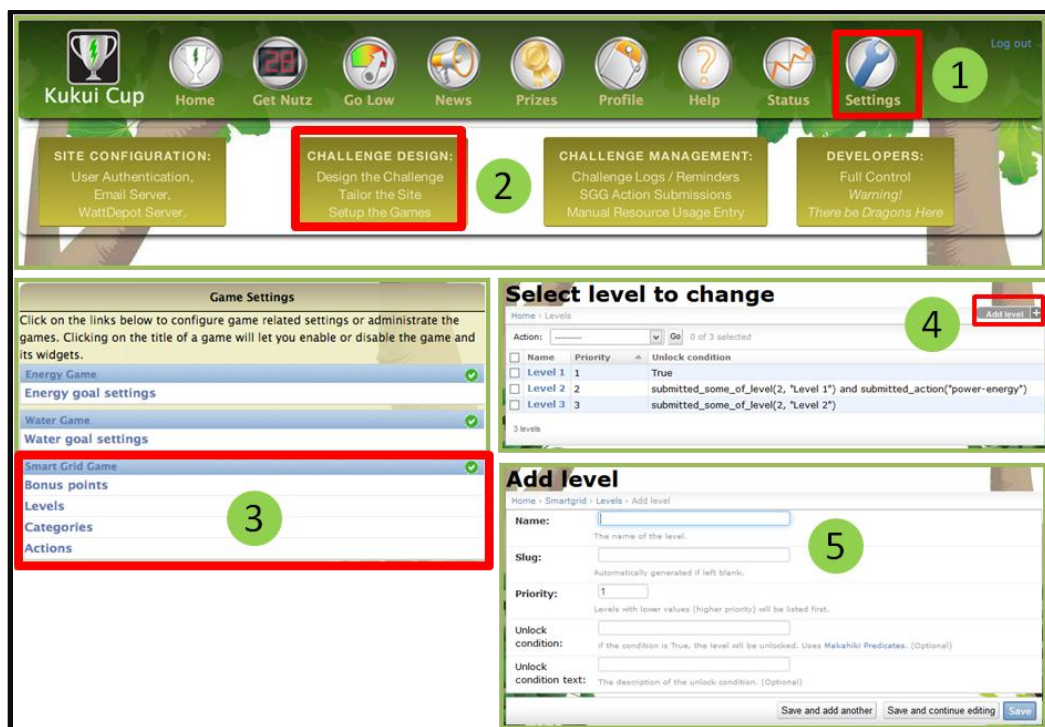 Log out
28
Kukui Cup
Home
Get Nutz
Go Low
News
Prizes
Profile
Help
Status
Settings
1
SITE CONFIGURATION:
User Authentication,
Email Server,
WattDepot Server.
CHALLENGE DESIGN:
Design the Challenge
Tailor the Site
Setup the Games
2
CHALLENGE MANAGEMENT:
Challenge Logs / Reminders
SGG Action Submissions
Manual Resource Usage Entry
DEVELOPERS:
Full Control
Warning!
There be Dragons Here
Game Settings
Click on the links below to configure game related settings or administrate the
games. Clicking on the title of a game will let you enable or disable the game and
its widgets.
Energy Game
Energy goal settings
Water Game
Water goal settings
Smart Grid Game
Bonus points
Levels
Categories
Actions
3
Select level to change
Home › Levels
Add level +
4
Action: --------- Go 0 of 3 selected
Name Priority Unlock condition
Level 1 1 True
Level 2 2 submitted_some_of_level(2, "Level 1") and submitted_action("power-energy")
Level 3 3 submitted_some_of_level(2, "Level 2")
3 levels
Add level
Home › Smartgrid › Levels › Add level
Name:
The name of the level.
5
Slug:
Automatically generated if left blank.
Priority: 1
Levels with lower values (higher priority) will be listed first.
Unlock
condition:
if the condition is True, the level will be unlocked. Uses Makahiki Predicates. (Optional)
Unlock
condition text:
The description of the unlock condition. (Optional)
Save and add another Save and continue editing Save